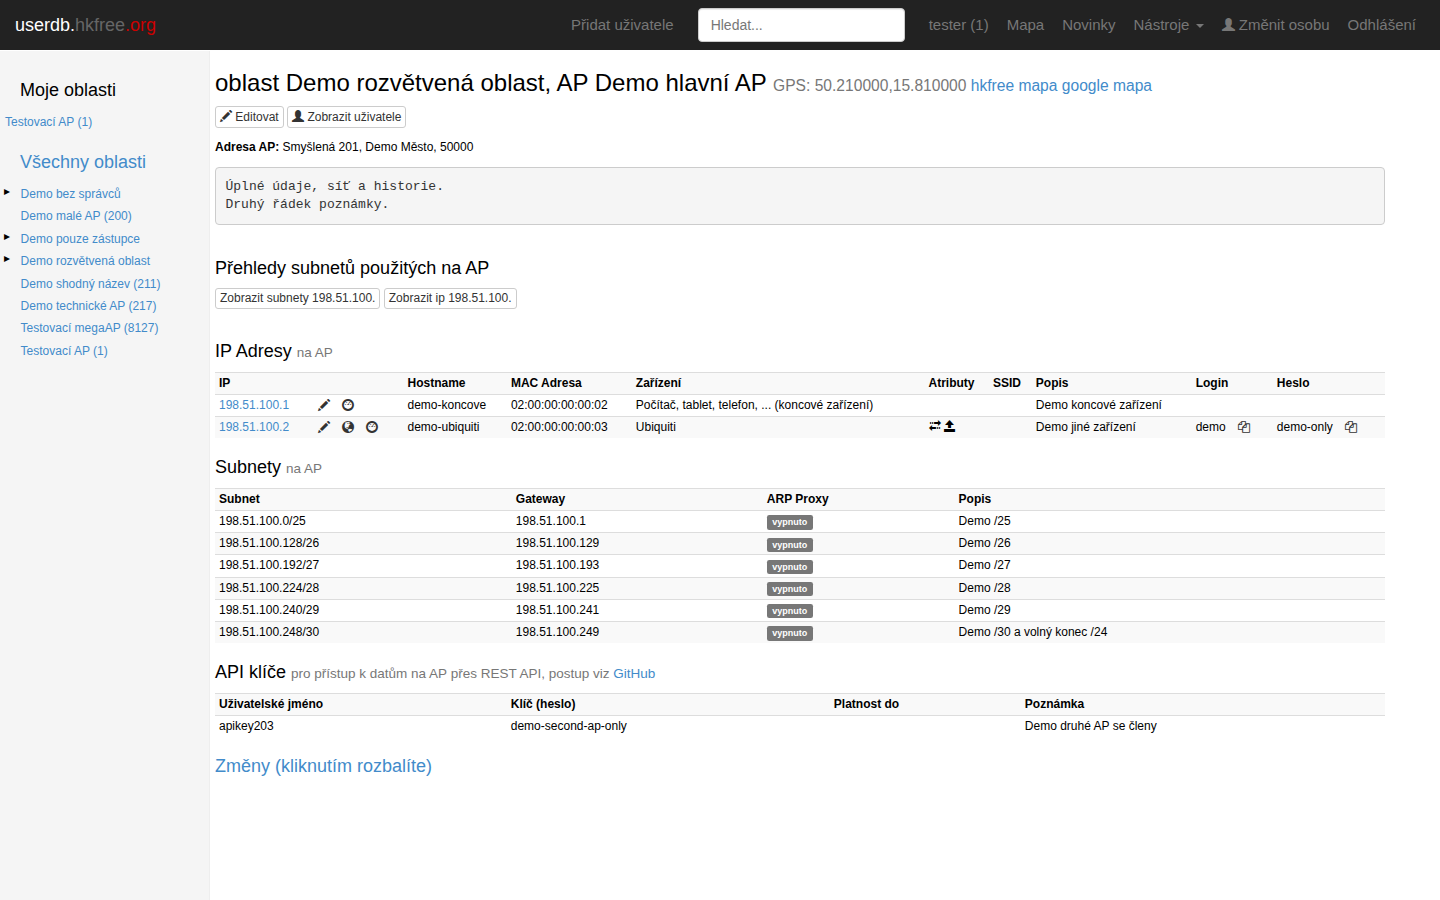 userdb.hkfree.org
Přidat uživatele
Hledat...
tester (1)
Mapa
Novinky
Nástroje
Změnit osobu
Odhlášení
Moje oblasti
Testovací AP (1)
Všechny oblasti
Demo bez správců
Demo malé AP (200)
Demo pouze zástupce
Demo rozvětvená oblast
Demo shodný název (211)
Demo technické AP (217)
Testovací megaAP (8127)
Testovací AP (1)
oblast Demo rozvětvená oblast, AP Demo hlavní AP GPS: 50.210000,15.810000 hkfree mapa google mapa
Editovat
Zobrazit uživatele
Adresa AP: Smyšlená 201, Demo Město, 50000
Úplné údaje, síť a historie.
Druhý řádek poznámky.
Přehledy subnetů použitých na AP
Zobrazit subnety 198.51.100.
Zobrazit ip 198.51.100.
IP Adresy na AP
IP Hostname MAC Adresa Zařízení Atributy SSID Popis Login Heslo
198.51.100.1 demo-koncove 02:00:00:00:00:02 Počítač, tablet, telefon, ... (koncové zařízení) Demo koncové zařízení
198.51.100.2 demo-ubiquiti 02:00:00:00:00:03 Ubiquiti Demo jiné zařízení demo demo-only
Subnety na AP
Subnet Gateway ARP Proxy Popis
198.51.100.0/25 198.51.100.1 vypnuto Demo /25
198.51.100.128/26 198.51.100.129 vypnuto Demo /26
198.51.100.192/27 198.51.100.193 vypnuto Demo /27
198.51.100.224/28 198.51.100.225 vypnuto Demo /28
198.51.100.240/29 198.51.100.241 vypnuto Demo /29
198.51.100.248/30 198.51.100.249 vypnuto Demo /30 a volný konec /24
API klíče pro přístup k datům na AP přes REST API, postup viz GitHub
Uživatelské jméno Klíč (heslo) Platnost do Poznámka
apikey203 demo-second-ap-only Demo druhé AP se členy
Změny (kliknutím rozbalíte)